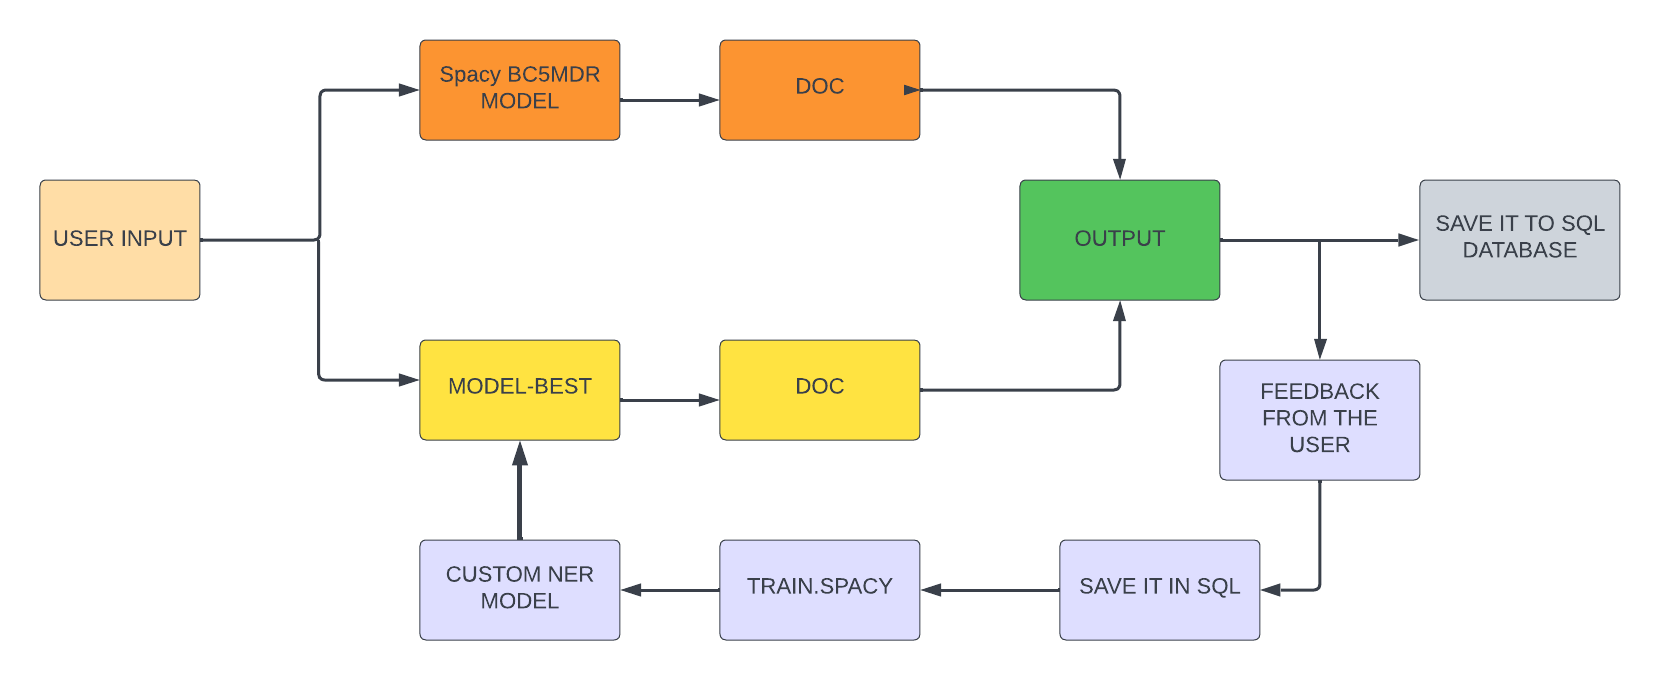 Spacy BC5MDR
MODEL
DOC
USER INPUT
OUTPUT
SAVE IT TO SQL
DATABASE
MODEL-BEST
DOC
FEEDBACK
FROM THE
USER
CUSTOM NER
MODEL
TRAIN.SPACY
SAVE IT IN SQL